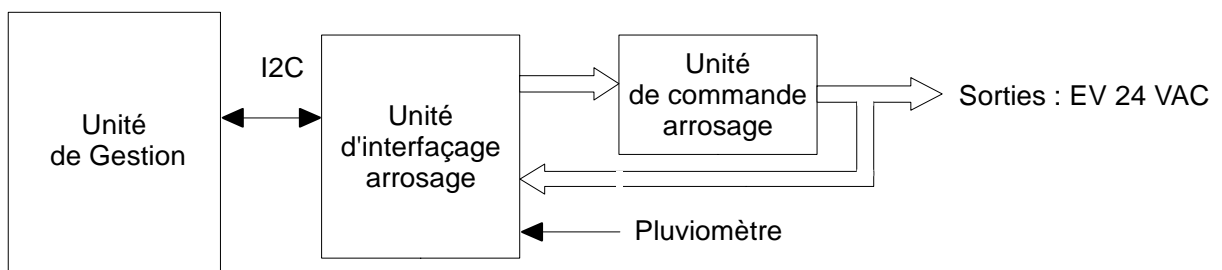 Unité
de Gestion
I2C
Unité
d'interfaçage
arrosage
Unité
de commande
arrosage
Sorties : EV 24 VAC
Pluviomètre